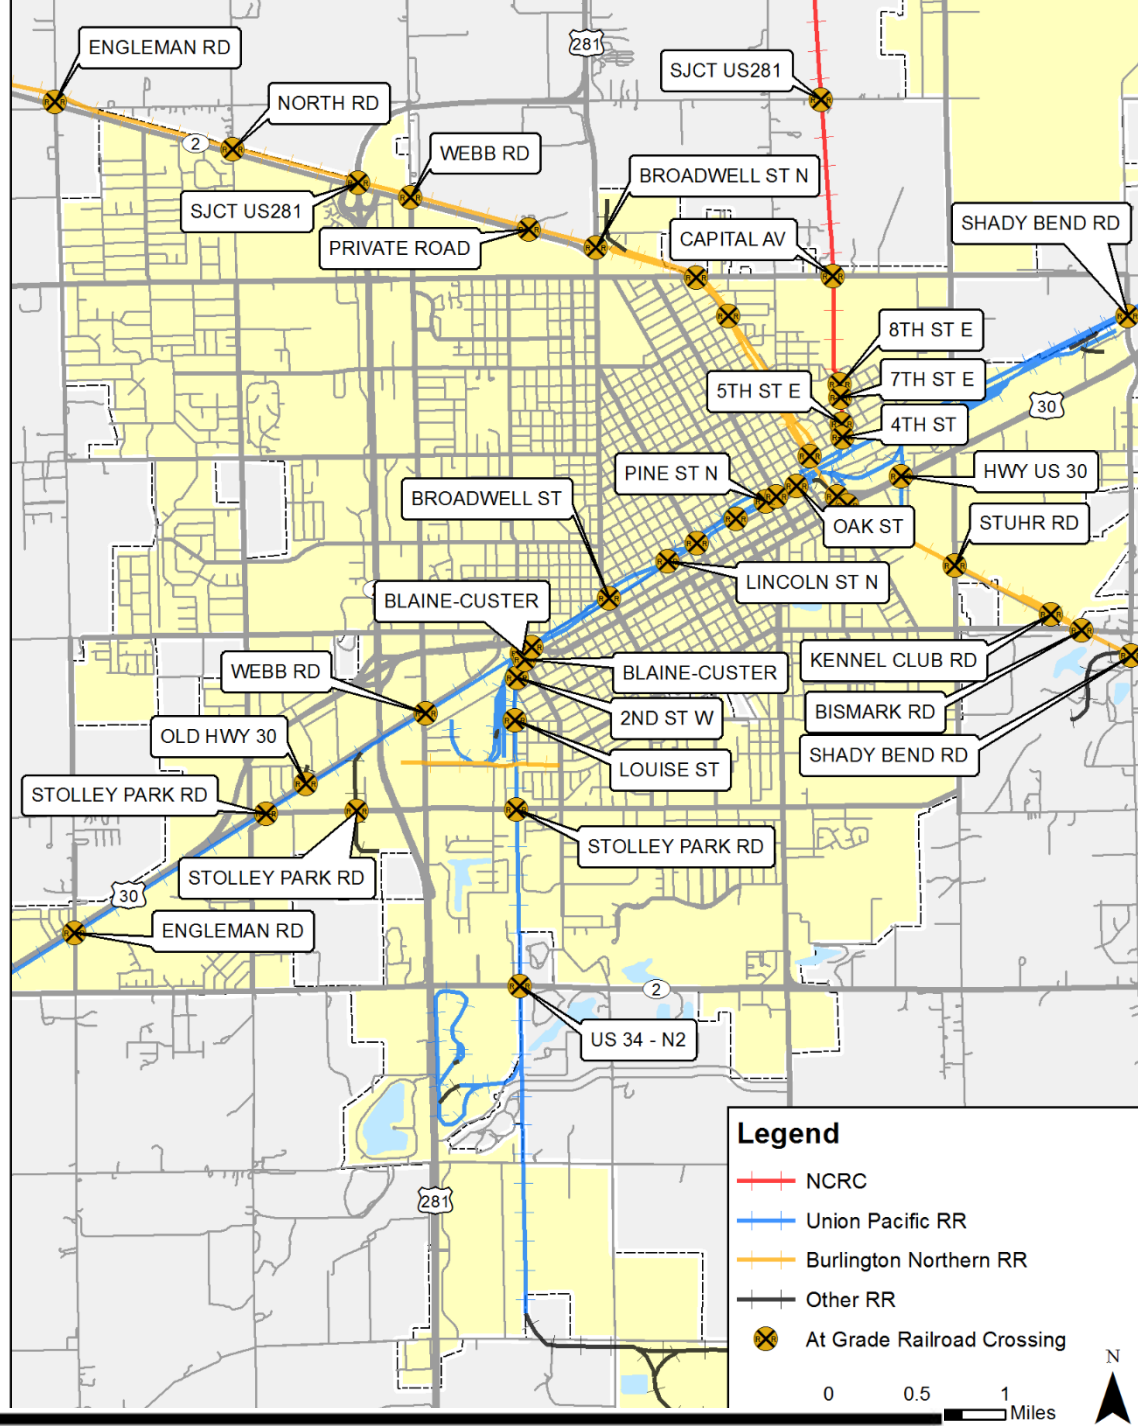 ENGLEMAN RD
281
SJCT US281
NORTH RD
2
WEBB RD
BROADWELL ST N
SJCT US281
SHADY BEND RD
PRIVATE ROAD
CAPITAL AV
8TH ST E
7TH ST E
5TH ST E
30
4TH ST
PINE ST N
HWY US 30
BROADWELL ST
OAK ST
STUHR RD
LINCOLN ST N
BLAINE-CUSTER
KENNEL CLUB RD
WEBB RD
BLAINE-CUSTER
BISMARK RD
2ND ST W
OLD HWY 30
SHADY BEND RD
LOUISE ST
STOLLEY PARK RD
STOLLEY PARK RD
STOLLEY PARK RD
30
ENGLEMAN RD
2
US 34 - N2
281
Legend
NCRC
Union Pacific RR
Burlington Northern RR
Other RR
At Grade Railroad Crossing
N
0 0.5 1
Miles